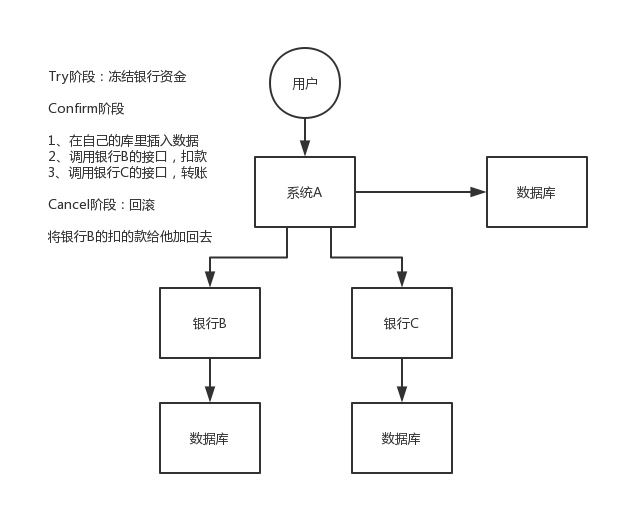 Try阶段：冻结银行资金
Confirm阶段
1、在自己的库里插入数据
2、调用银行B的接口，扣款
3、调用银行C的接口，转账
Cancel阶段：回滚
将银行B的扣的款给他加回去
用户
系统A
数据库
银行B
银行C
数据库
数据库